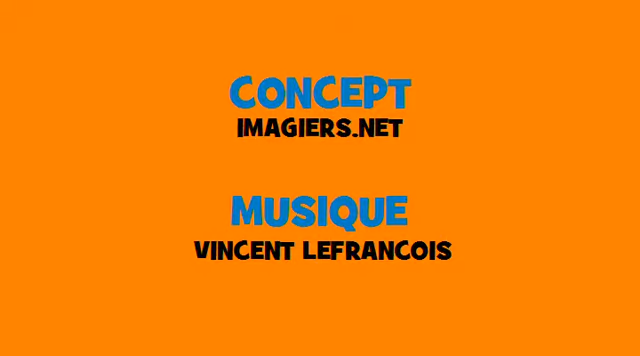 CONCEPT
IMAGIERS.NET
MUSIQUE
VINCENT LEFRANCOIS